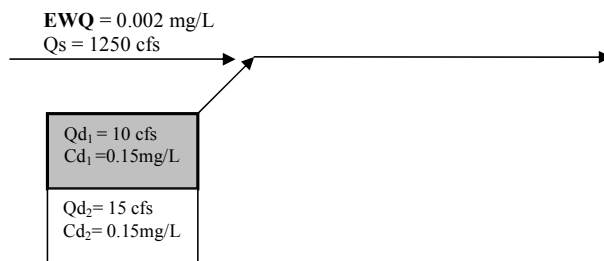 EWQ = 0.002 mg/L
Qs = 1250 cfs
Qd₁ = 10 cfs
Cd₁ =0.15mg/L
Qd₂= 15 cfs
Cd₂= 0.15mg/L